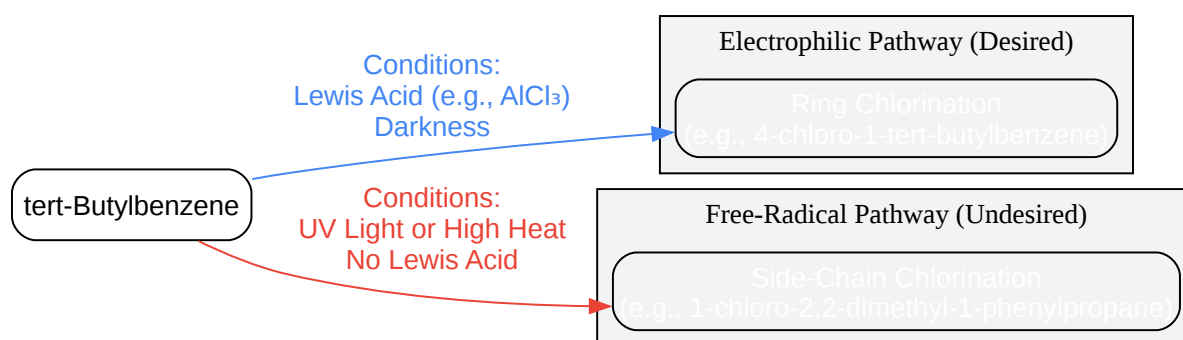 Electrophilic Pathway (Desired)
Conditions:
Lewis Acid (e.g., AlCl₃)
Darkness
Ring Chlorination
(e.g., 4-chloro-1-tert-butylbenzene)
tert-Butylbenzene
Conditions:
UV Light or High Heat
No Lewis Acid
Free-Radical Pathway (Undesired)
Side-Chain Chlorination
(e.g., 1-chloro-2,2-dimethyl-1-phenylpropane)